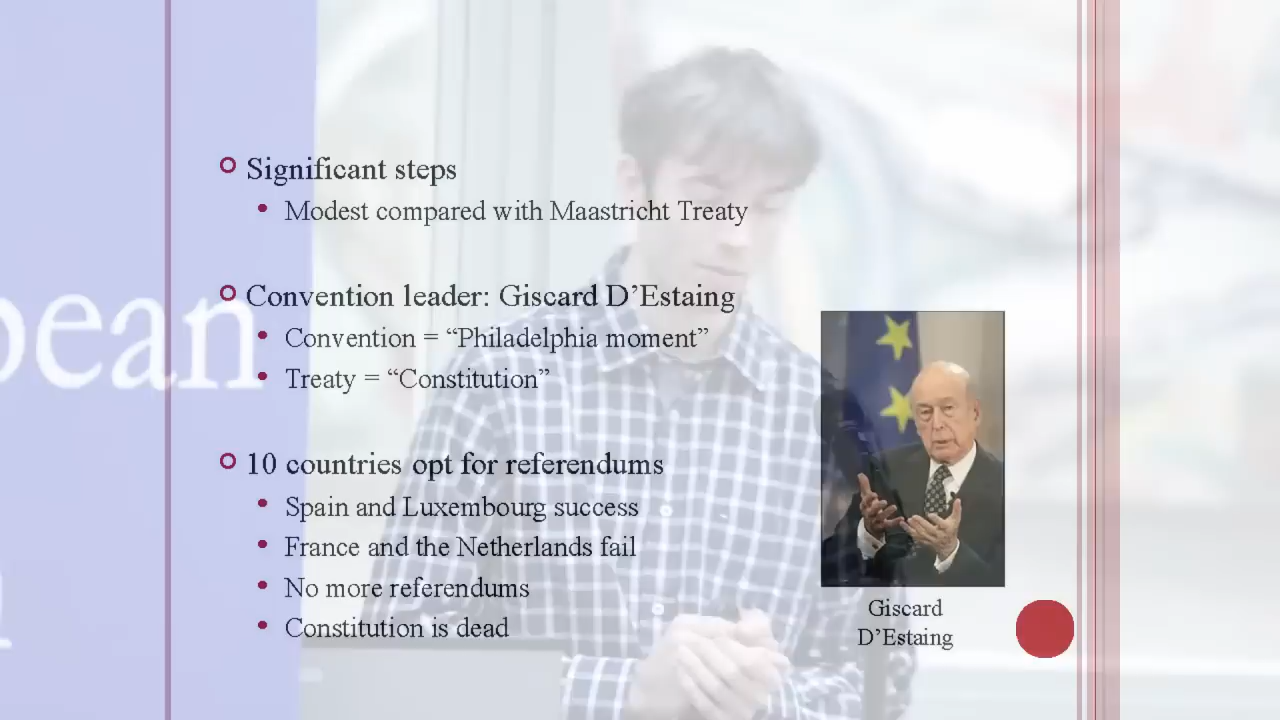 Significant steps
Modest compared with Maastricht Treaty
Convention leader: Giscard D’Estaing
Convention = “Philadelphia moment”
Treaty = “Constitution”
10 countries opt for referendums
Spain and Luxembourg success
France and the Netherlands fail
No more referendums
Constitution is dead
Giscard
D’Estaing
pean